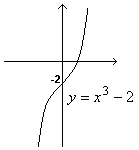 -2
y = x³ − 2